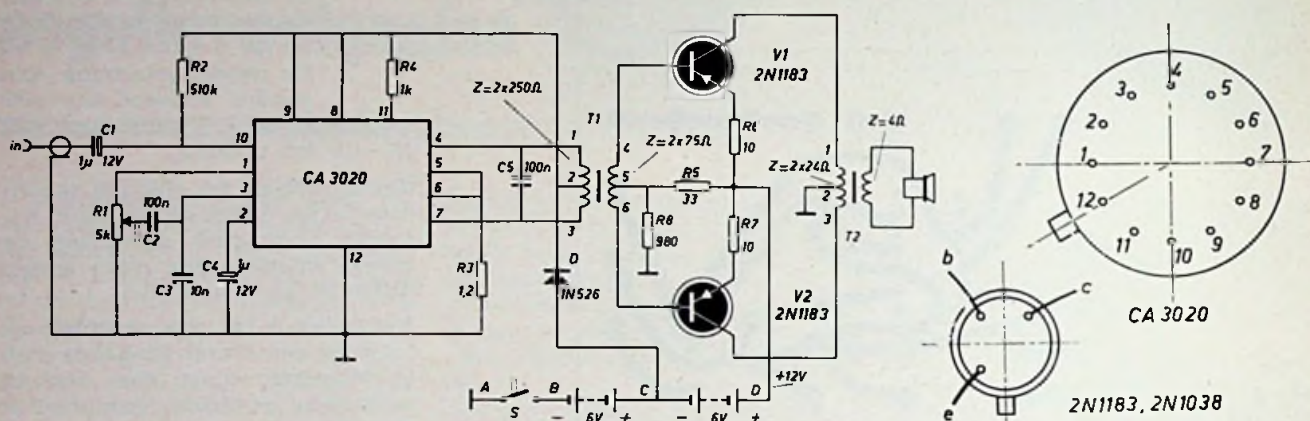 in
C1
1µ 12V
R2
510k
R4
1k
9
8
11
10
1
3
2
4
5
6
7
12
CA 3020
R1
5k
100n
C2
C3
10n
C4
1µ
12V
R3
1,2
Z=2x250Ω
C5
100n
T1
1
2
3
4
5
6
Z=2x75Ω
R5
33
R8
980
D
1N526
V1
2N1183
R6
10
R7
10
V2
2N1183
Z=2x24Ω
1
2
3
Z=4Ω
T2
+12V
A
S
B
C
D
- 6V +
- 6V +
1
2
3
4
5
6
7
8
9
10
11
12
CA 3020
b
c
e
2N1183, 2N1038